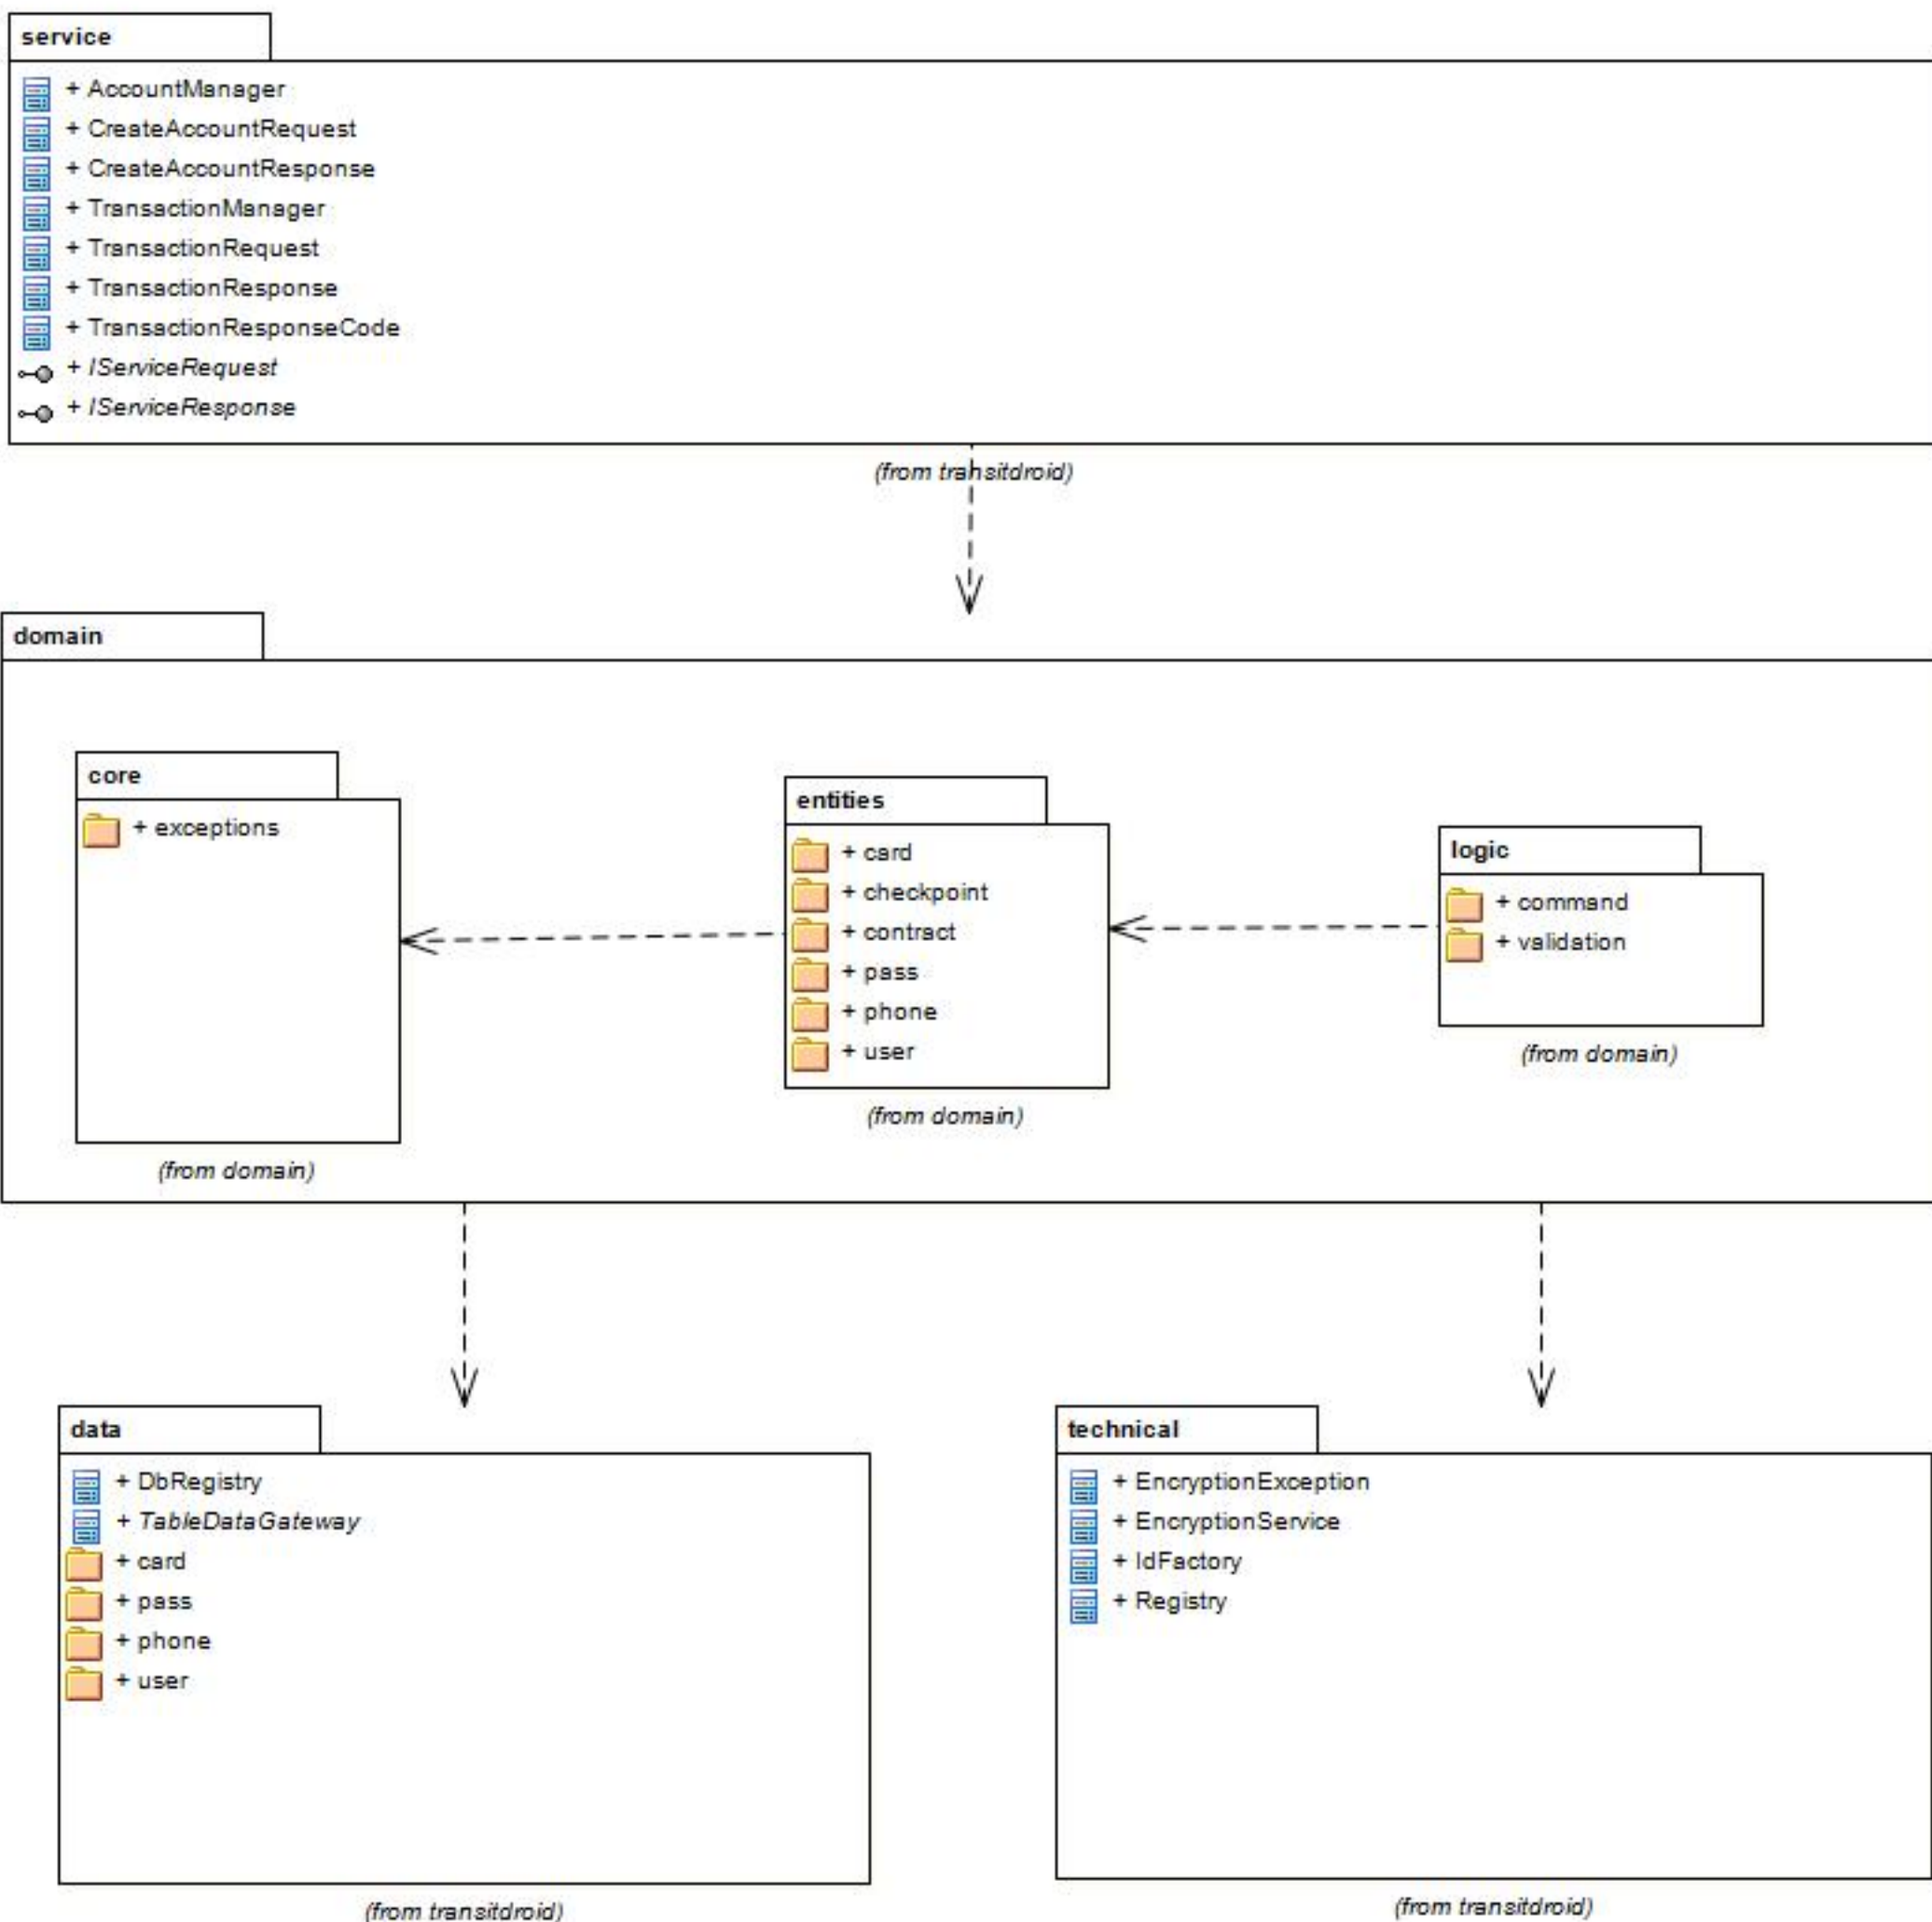 service
+ AccountManager
+ CreateAccountRequest
+ CreateAccountResponse
+ TransactionManager
+ TransactionRequest
+ TransactionResponse
+ TransactionResponseCode
+ IServiceRequest
+ IServiceResponse
(from transitdroid)
domain
core
+ exceptions
(from domain)
entities
+ card
+ checkpoint
+ contract
+ pass
+ phone
+ user
(from domain)
logic
+ command
+ validation
(from domain)
data
+ DbRegistry
+ TableDataGateway
+ card
+ pass
+ phone
+ user
(from transitdroid)
technical
+ EncryptionException
+ EncryptionService
+ IdFactory
+ Registry
(from transitdroid)